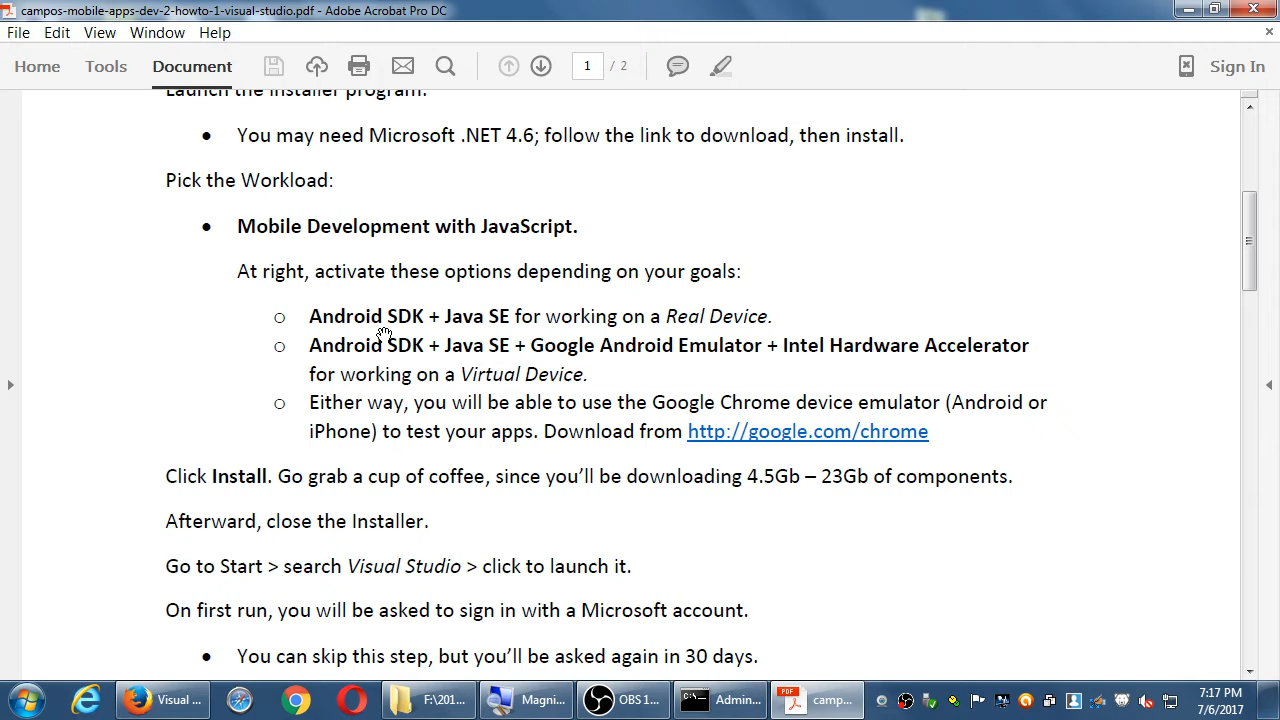 campos-mobile-apps-dev-2-howto-1-visual-studio.pdf - Adobe Acrobat Pro DC
File Edit View Window Help
Home Tools Document 1 / 2 Sign In
Launch the installer program.
• You may need Microsoft .NET 4.6; follow the link to download, then install.
Pick the Workload:
• Mobile Development with JavaScript.
At right, activate these options depending on your goals:
o Android SDK + Java SE for working on a Real Device.
o Android SDK + Java SE + Google Android Emulator + Intel Hardware Accelerator
for working on a Virtual Device.
o Either way, you will be able to use the Google Chrome device emulator (Android or
iPhone) to test your apps. Download from http://google.com/chrome
Click Install. Go grab a cup of coffee, since you’ll be downloading 4.5Gb – 23Gb of components.
Afterward, close the Installer.
Go to Start > search Visual Studio > click to launch it.
On first run, you will be asked to sign in with a Microsoft account.
• You can skip this step, but you’ll be asked again in 30 days.
Visual ... F:\201... Magni... OBS 1... Admin... PDF camp... 7:17 PM
7/6/2017